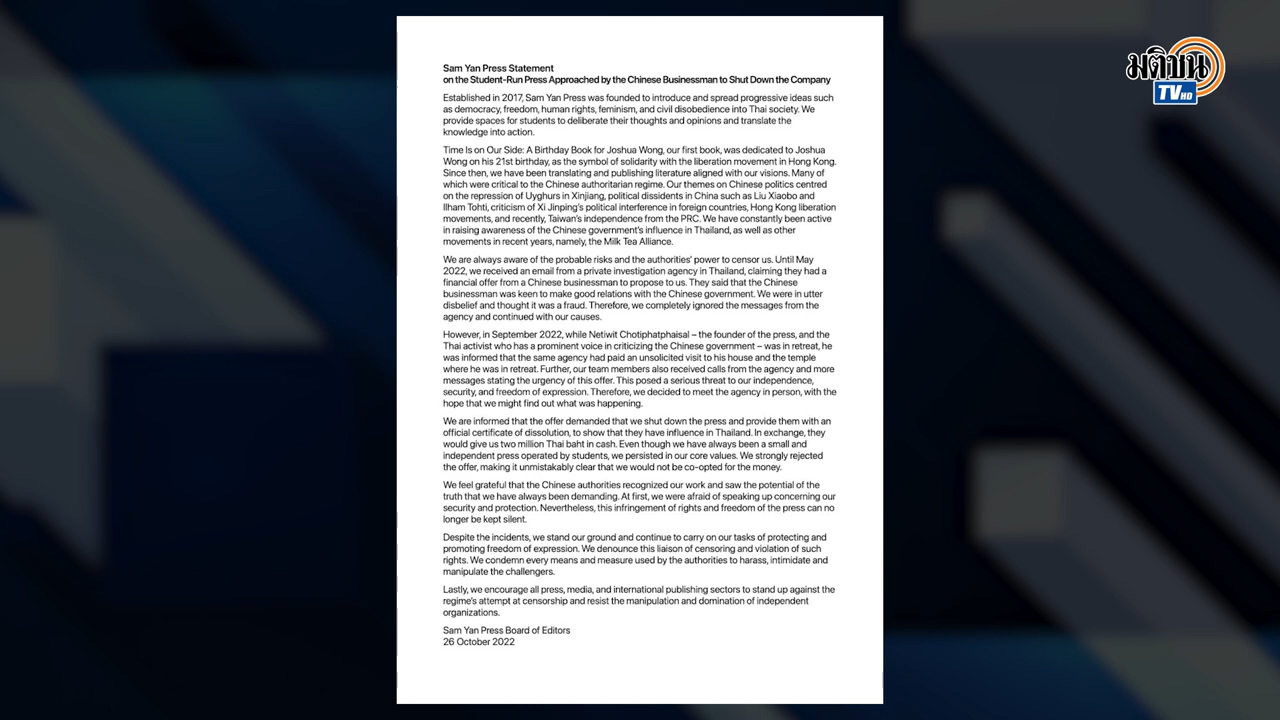 มติชน
TV HD
Sam Yan Press Statement
on the Student-Run Press Approached by the Chinese Businessman to Shut Down the Company
Established in 2017, Sam Yan Press was founded to introduce and spread progressive ideas such
as democracy, freedom, human rights, feminism, and civil disobedience into Thai society. We
provide spaces for students to deliberate their thoughts and opinions and translate the
knowledge into action.
Time Is on Our Side: A Birthday Book for Joshua Wong, our first book, was dedicated to Joshua
Wong on his 21st birthday, as the symbol of solidarity with the liberation movement in Hong Kong.
Since then, we have been translating and publishing literature aligned with our visions. Many of
which were critical to the Chinese authoritarian regime. Our themes on Chinese politics centred
on the repression of Uyghurs in Xinjiang, political dissidents in China such as Liu Xiaobo and
Ilham Tohti, criticism of Xi Jinping's political interference in foreign countries, Hong Kong liberation
movements, and recently, Taiwan's independence from the PRC. We have constantly been active
in raising awareness of the Chinese government's influence in Thailand, as well as other
movements in recent years, namely, the Milk Tea Alliance.
We are always aware of the probable risks and the authorities' power to censor us. Until May
2022, we received an email from a private investigation agency in Thailand, claiming they had a
financial offer from a Chinese businessman to propose to us. They said that the Chinese
businessman was keen to make good relations with the Chinese government. We were in utter
disbelief and thought it was a fraud. Therefore, we completely ignored the messages from the
agency and continued with our causes.
However, in September 2022, while Netiwit Chotiphatphaisal – the founder of the press, and the
Thai activist who has a prominent voice in criticizing the Chinese government – was in retreat, he
was informed that the same agency had paid an unsolicited visit to his house and the temple
where he was in retreat. Further, our team members also received calls from the agency and more
messages stating the urgency of this offer. This posed a serious threat to our independence,
security, and freedom of expression. Therefore, we decided to meet the agency in person, with the
hope that we might find out what was happening.
We are informed that the offer demanded that we shut down the press and provide them with an
official certificate of dissolution, to show that they have influence in Thailand. In exchange, they
would give us two million Thai baht in cash. Even though we have always been a small and
independent press operated by students, we persisted in our core values. We strongly rejected
the offer, making it unmistakably clear that we would not be co-opted for the money.
We feel grateful that the Chinese authorities recognized our work and saw the potential of the
truth that we have always been demanding. At first, we were afraid of speaking up concerning our
security and protection. Nevertheless, this infringement of rights and freedom of the press can no
longer be kept silent.
Despite the incidents, we stand our ground and continue to carry on our tasks of protecting and
promoting freedom of expression. We denounce this liaison of censoring and violation of such
rights. We condemn every means and measure used by the authorities to harass, intimidate and
manipulate the challengers.
Lastly, we encourage all press, media, and international publishing sectors to stand up against the
regime's attempt at censorship and resist the manipulation and domination of independent
organizations.
Sam Yan Press Board of Editors
26 October 2022